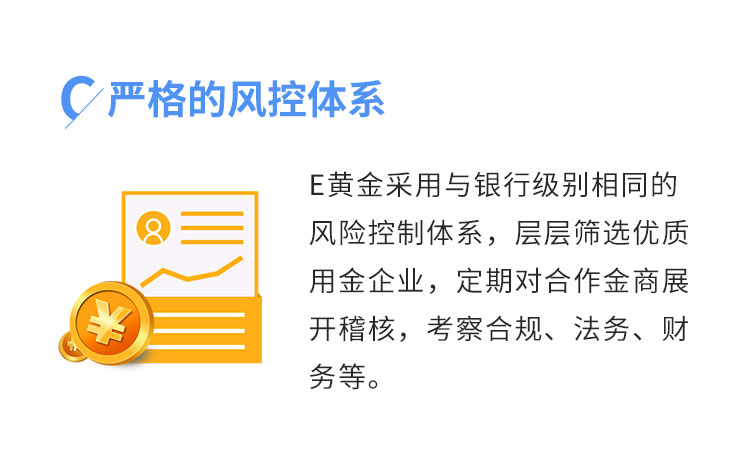 严格的风控体系
E黄金采用与银行级别相同的
风险控制体系，层层筛选优质
用金企业，定期对合作金商展
开稽核，考察合规、法务、财
务等。
¥
¥